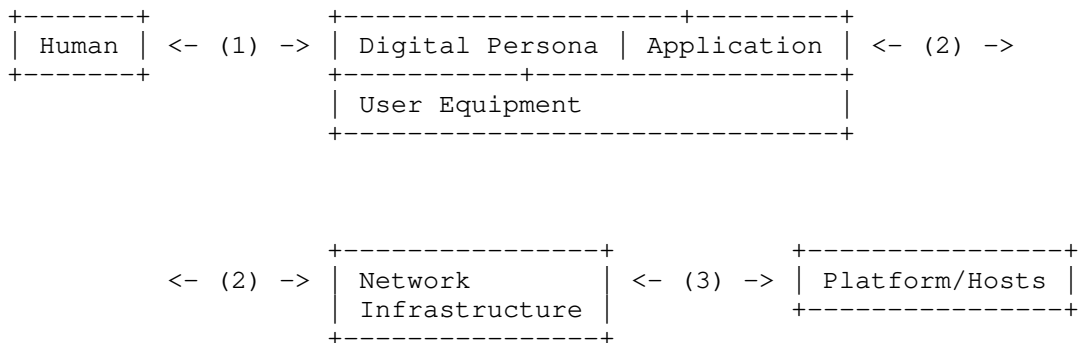 Human <- (1) -> Digital Persona | Application <- (2) ->
User Equipment
<- (2) -> Network <- (3) -> Platform/Hosts
Infrastructure